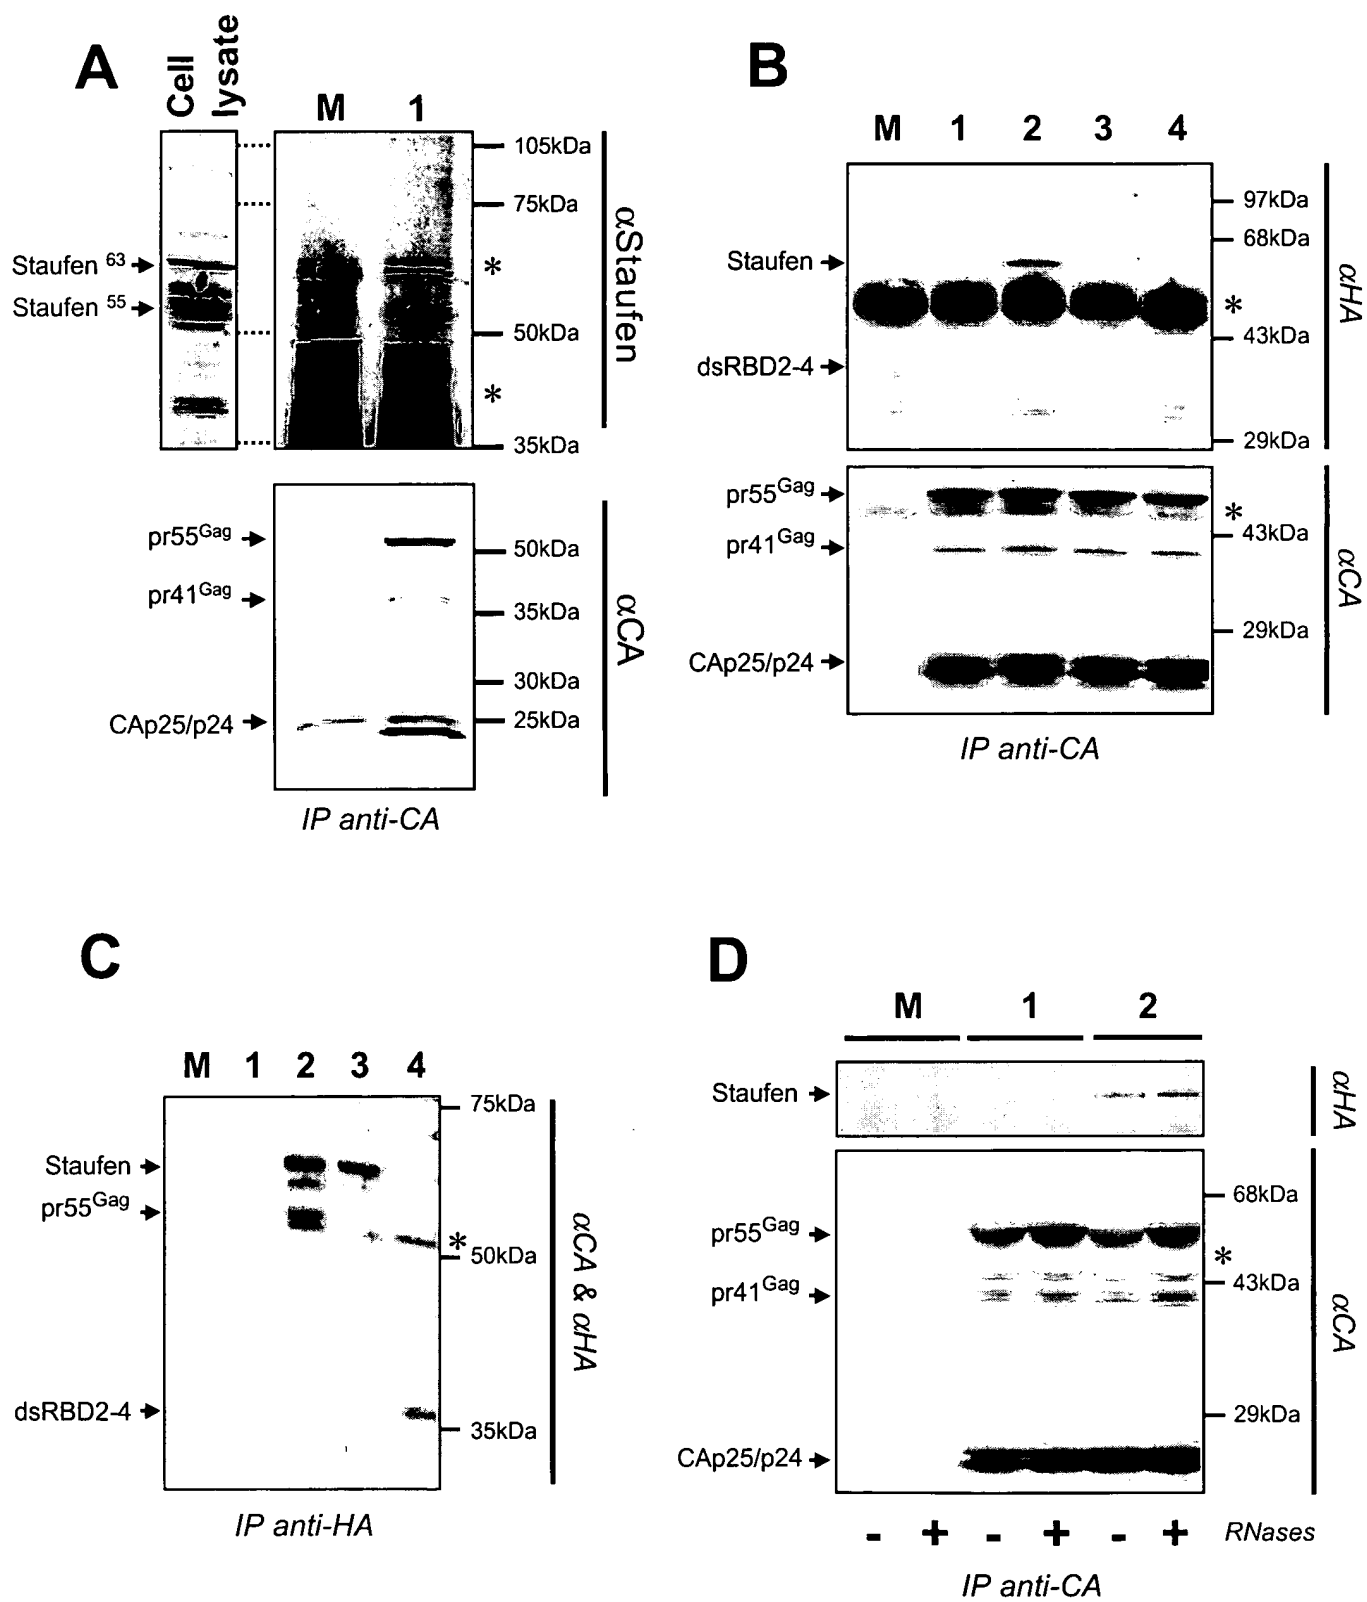 A
Cell lysate
M 1
105kDa
75kDa
Staufen 63
*
Staufen 55
50kDa
*
35kDa
αStaufen
pr55Gag
50kDa
pr41Gag
35kDa
30kDa
CAp25/p24
25kDa
αCA
IP anti-CA
B
M 1 2 3 4
97kDa
68kDa
Staufen
*
43kDa
dsRBD2-4
29kDa
αHA
pr55Gag
*
43kDa
pr41Gag
29kDa
CAp25/p24
αCA
IP anti-CA
C
M 1 2 3 4
75kDa
Staufen
pr55Gag
*
50kDa
dsRBD2-4
35kDa
αCA & αHA
IP anti-HA
D
M 1 2
Staufen
αHA
68kDa
pr55Gag
*
43kDa
pr41Gag
29kDa
CAp25/p24
αCA
- + - + - + RNases
IP anti-CA